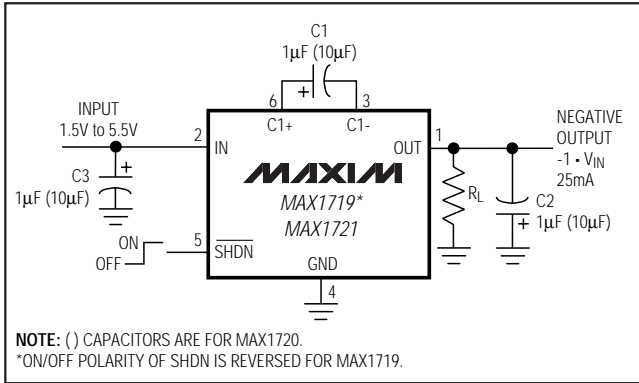 C1
1µF (10µF)
+
6
3
C1+
C1-
INPUT
1.5V to 5.5V
2
IN
C3
+
1µF (10µF)
MAXIM
MAX1719*
MAX1721
OUT
1
NEGATIVE
OUTPUT
-1 • VIN
25mA
RL
C2
+
1µF (10µF)
ON
OFF
5
SHDN
GND
4
NOTE: ( ) CAPACITORS ARE FOR MAX1720.
*ON/OFF POLARITY OF SHDN IS REVERSED FOR MAX1719.